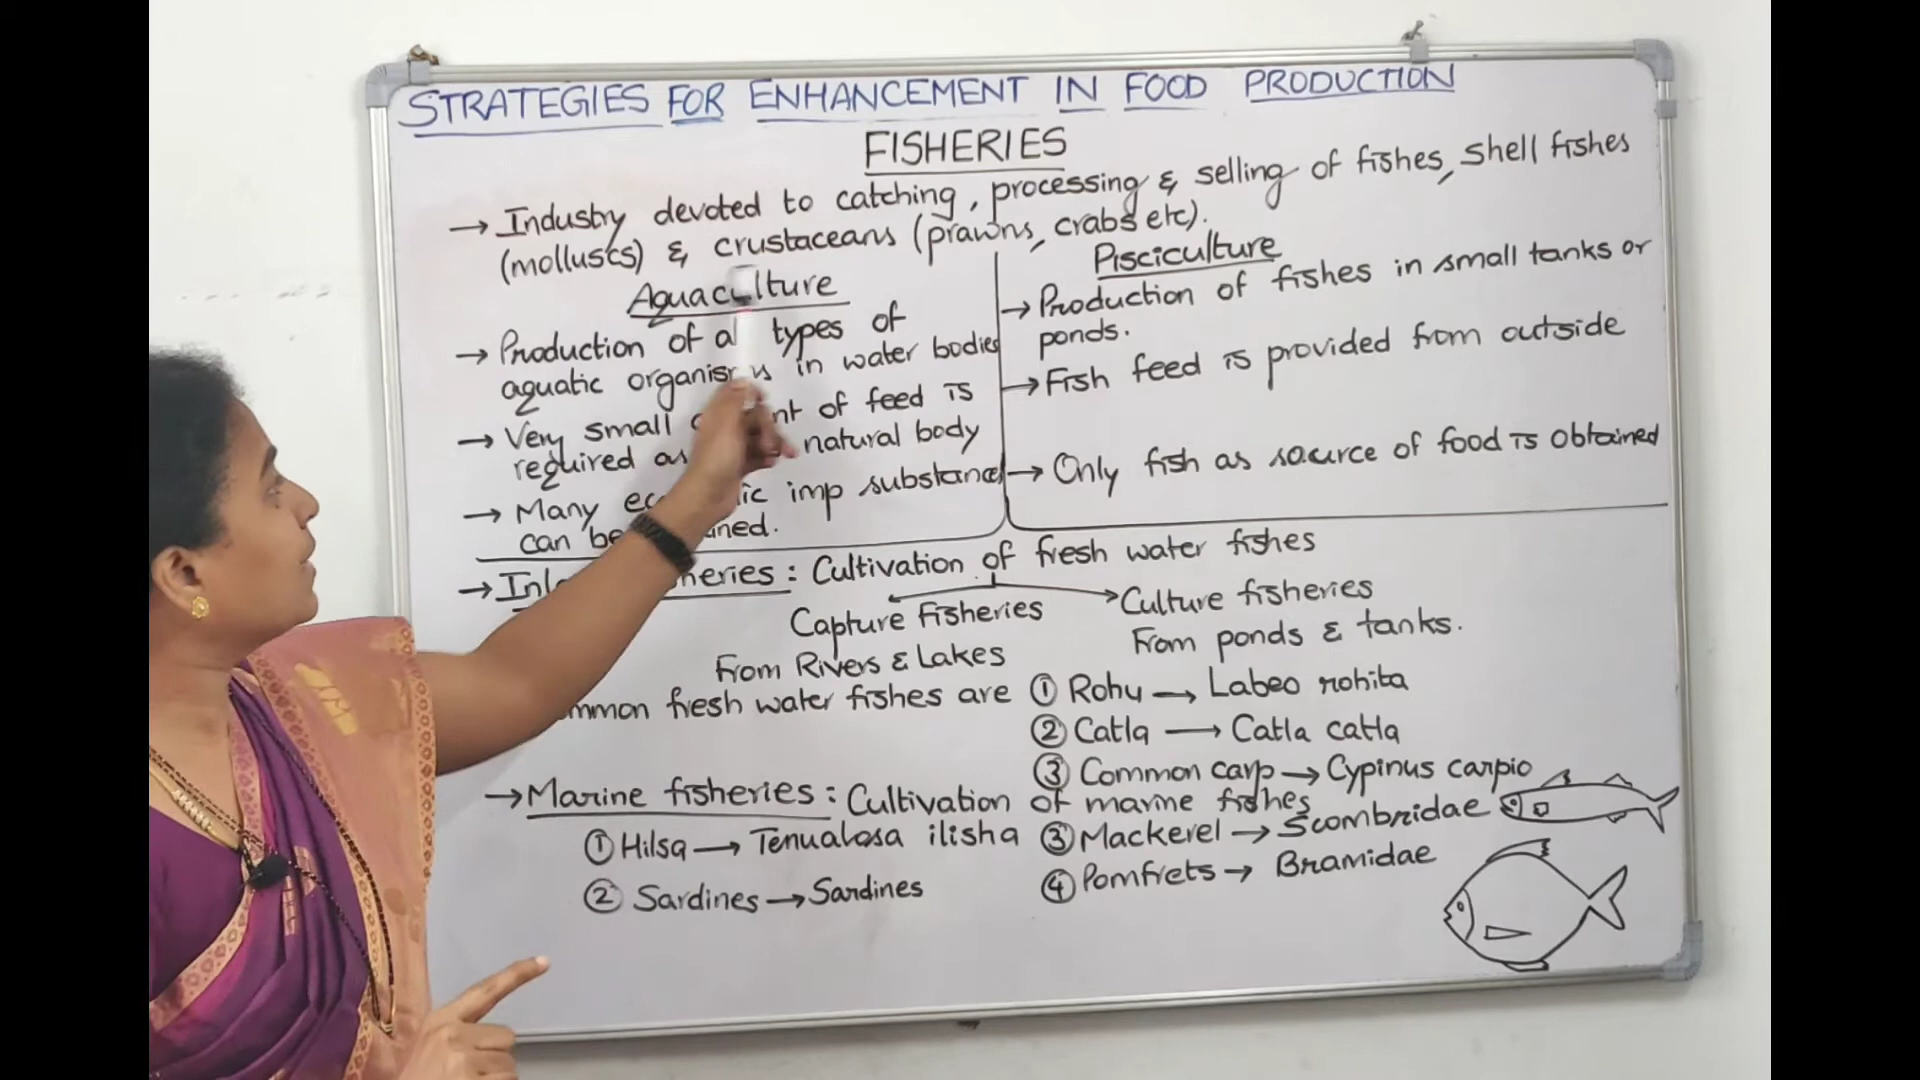 STRATEGIES FOR ENHANCEMENT IN FOOD PRODUCTION
FISHERIES
→ Industry devoted to catching, processing & selling of fishes, shell fishes
(molluscs) & crustaceans (prawns, crabs etc).
Aquaculture
→ Production of types of
aquatic organisms in water bodies
→ Very small of feed is
required as natural body
→ Many imp substances
can be
Pisciculture
→ Production of fishes in small tanks or
ponds.
→ Fish feed is provided from outside
→ Only fish as source of food is obtained
→ : Cultivation of fresh water fishes
Capture Fisheries
From Rivers & Lakes
Culture fisheries
From ponds & tanks.
fresh water fishes are ① Rohu → Labeo rohita
② Catla → Catla catla
③ Common carp → Cypinus carpio
→ Marine fisheries : Cultivation of marine fishes
① Hilsa → Tenualosa ilisha
② Sardines → Sardines
③ Mackerel → Scombridae
④ Pomfrets → Bramidae